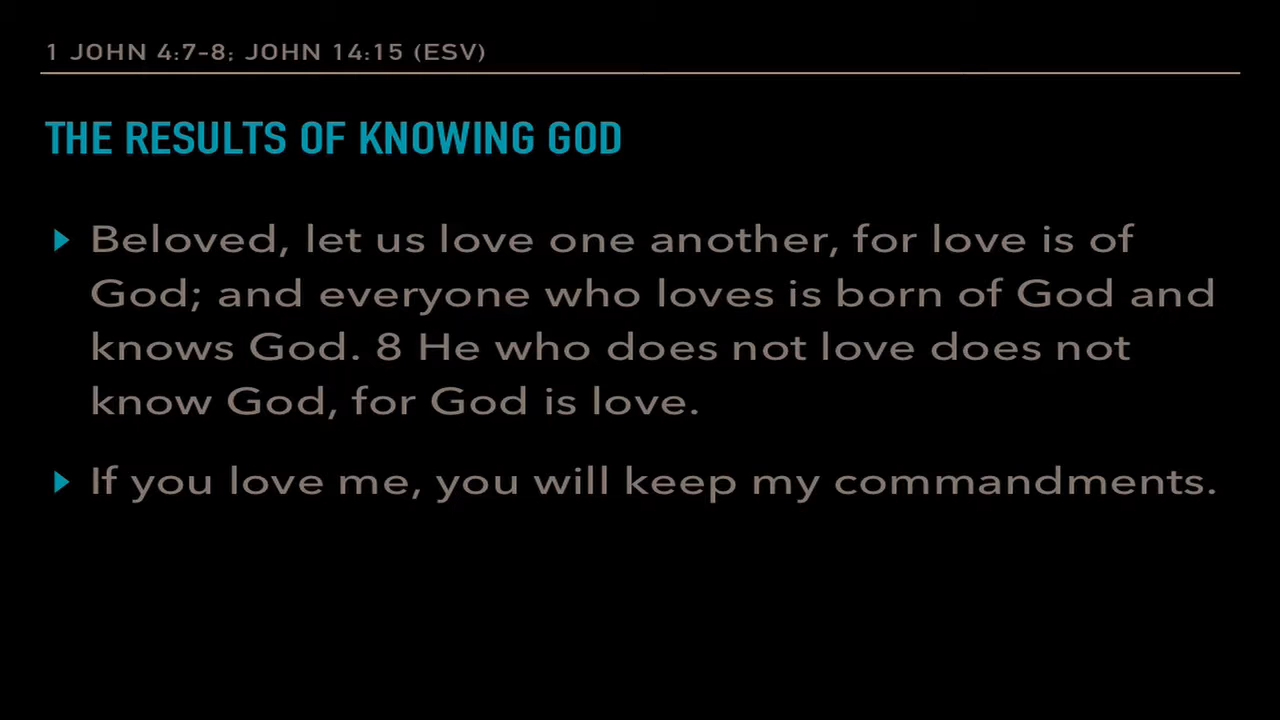 1 JOHN 4:7-8; JOHN 14:15 (ESV)
THE RESULTS OF KNOWING GOD
Beloved, let us love one another, for love is of
God; and everyone who loves is born of God and
knows God. 8 He who does not love does not
know God, for God is love.
If you love me, you will keep my commandments.